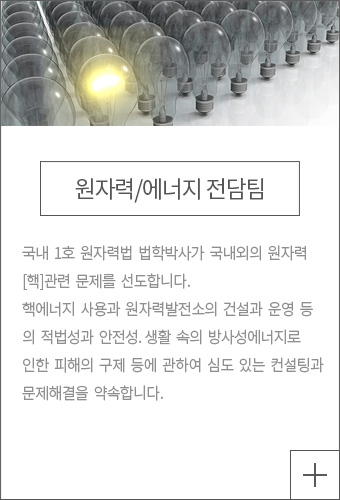 원자력/에너지 전담팀
국내 1호 원자력법 법학박사가 국내외의 원자력
[핵]관련 문제를 선도합니다.
핵에너지 사용과 원자력발전소의 건설과 운영 등
의 적법성과 안전성. 생활 속의 방사성에너지로
인한 피해의 구제 등에 관하여 심도 있는 컨설팅과
문제해결을 약속합니다.